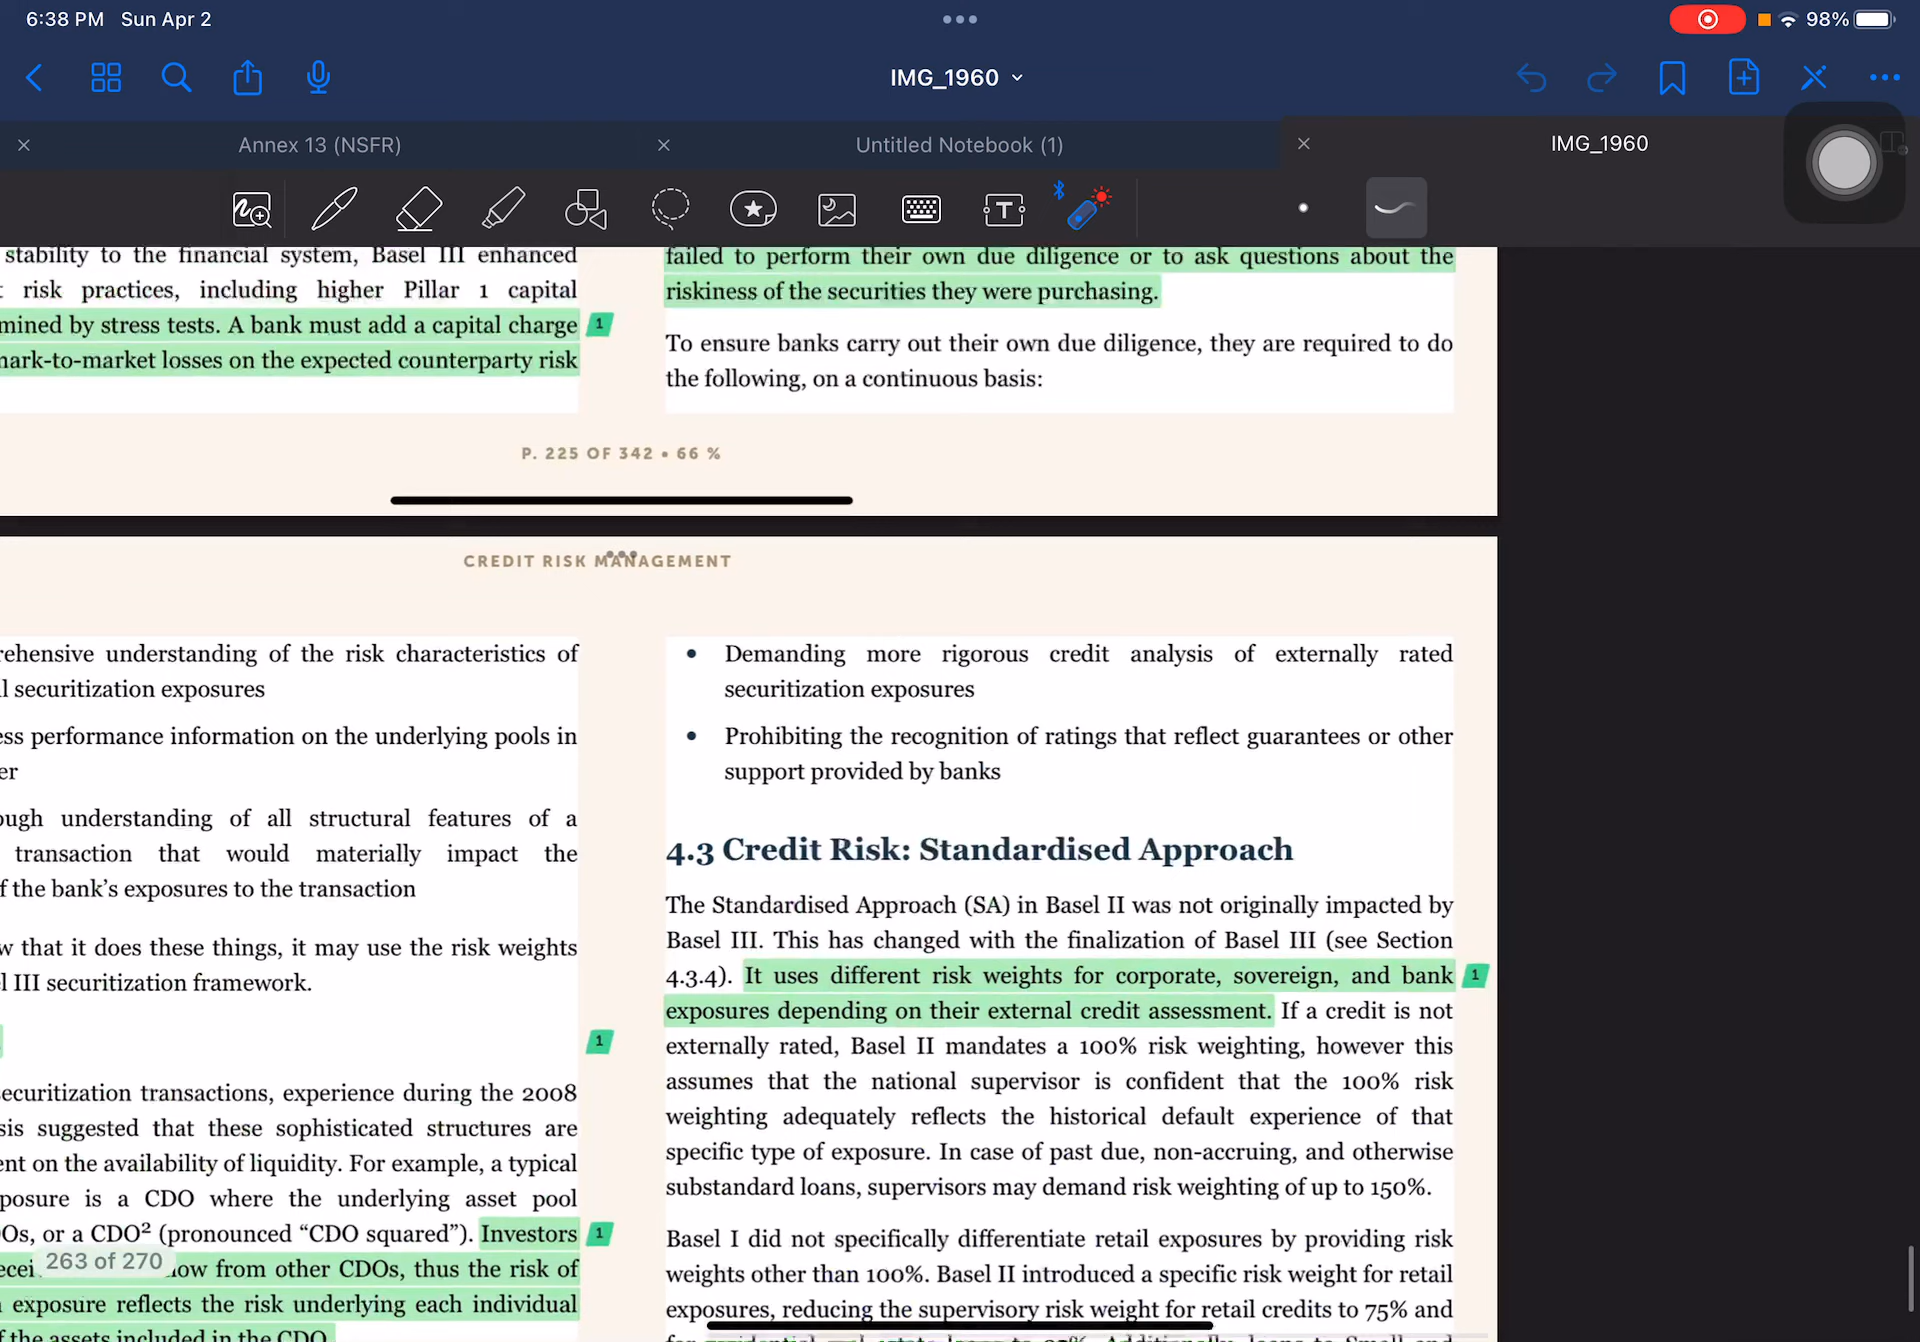 6:38 PM Sun Apr 2
98%
IMG_1960
Annex 13 (NSFR)
Untitled Notebook (1)
IMG_1960
stability to the financial system, Basel III enhanced
risk practices, including higher Pillar 1 capital
mined by stress tests. A bank must add a capital charge
1
mark-to-market losses on the expected counterparty risk
failed to perform their own due diligence or to ask questions about the
riskiness of the securities they were purchasing.
To ensure banks carry out their own due diligence, they are required to do
the following, on a continuous basis:
P. 225 OF 342 • 66 %
CREDIT RISK MANAGEMENT
rehensive understanding of the risk characteristics of
l securitization exposures
ess performance information on the underlying pools in
er
ough understanding of all structural features of a
transaction that would materially impact the
f the bank's exposures to the transaction
w that it does these things, it may use the risk weights
l III securitization framework.
1
ecuritization transactions, experience during the 2008
sis suggested that these sophisticated structures are
ent on the availability of liquidity. For example, a typical
posure is a CDO where the underlying asset pool
Os, or a CDO² (pronounced “CDO squared”). Investors
1
ecei
263 of 270
low from other CDOs, thus the risk of
exposure reflects the risk underlying each individual
f the assets included in the CDO.
• Demanding more rigorous credit analysis of externally rated
securitization exposures
• Prohibiting the recognition of ratings that reflect guarantees or other
support provided by banks
4.3 Credit Risk: Standardised Approach
The Standardised Approach (SA) in Basel II was not originally impacted by
Basel III. This has changed with the finalization of Basel III (see Section
4.3.4). It uses different risk weights for corporate, sovereign, and bank
1
exposures depending on their external credit assessment. If a credit is not
externally rated, Basel II mandates a 100% risk weighting, however this
assumes that the national supervisor is confident that the 100% risk
weighting adequately reflects the historical default experience of that
specific type of exposure. In case of past due, non-accruing, and otherwise
substandard loans, supervisors may demand risk weighting of up to 150%.
Basel I did not specifically differentiate retail exposures by providing risk
weights other than 100%. Basel II introduced a specific risk weight for retail
exposures, reducing the supervisory risk weight for retail credits to 75% and